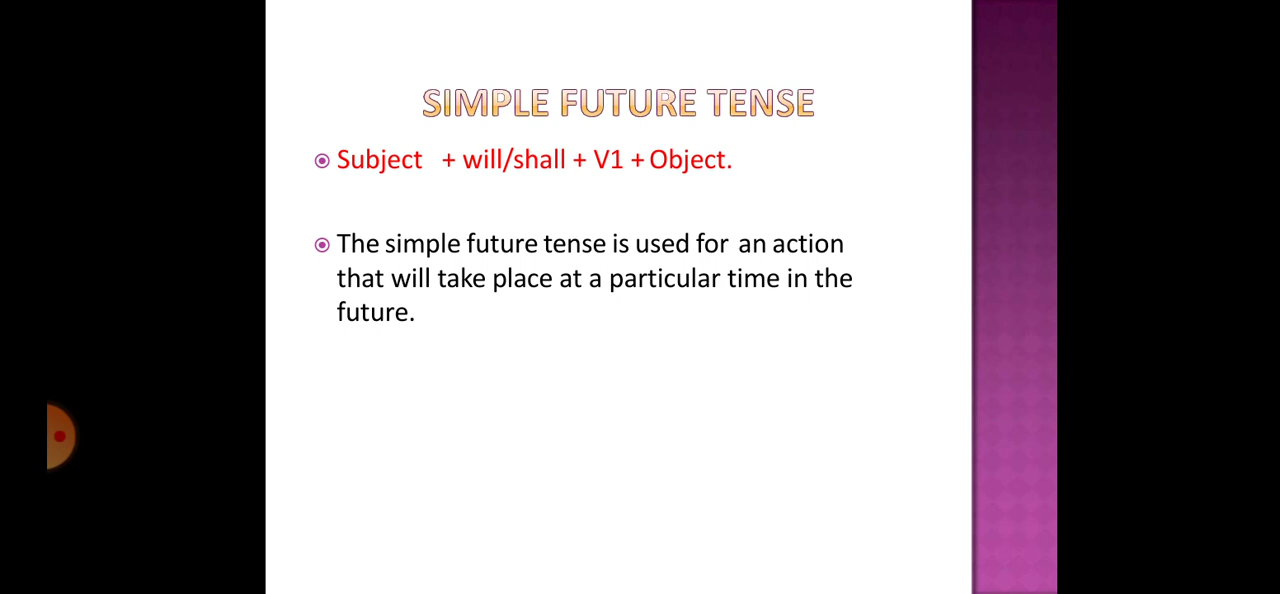 SIMPLE FUTURE TENSE
Subject + will/shall + V1 + Object.
The simple future tense is used for an action
that will take place at a particular time in the
future.